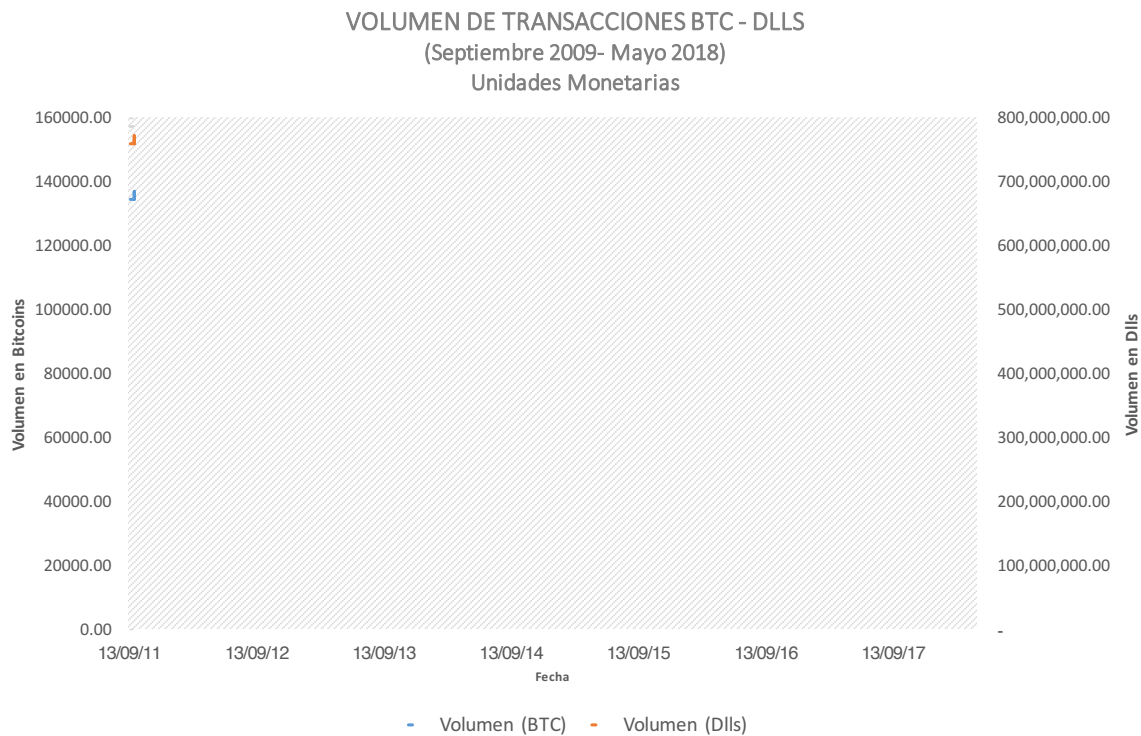 VOLUMEN DE TRANSACCIONES BTC - DLLS
(Septiembre 2009- Mayo 2018)
Unidades Monetarias
160000.00
140000.00
120000.00
100000.00
80000.00
60000.00
40000.00
20000.00
0.00
Volumen en Bitcoins
800,000,000.00
700,000,000.00
600,000,000.00
500,000,000.00
400,000,000.00
300,000,000.00
200,000,000.00
100,000,000.00
-
Volumen en Dlls
13/09/11 13/09/12 13/09/13 13/09/14 13/09/15 13/09/16 13/09/17
Fecha
Volumen (BTC) Volumen (Dlls)